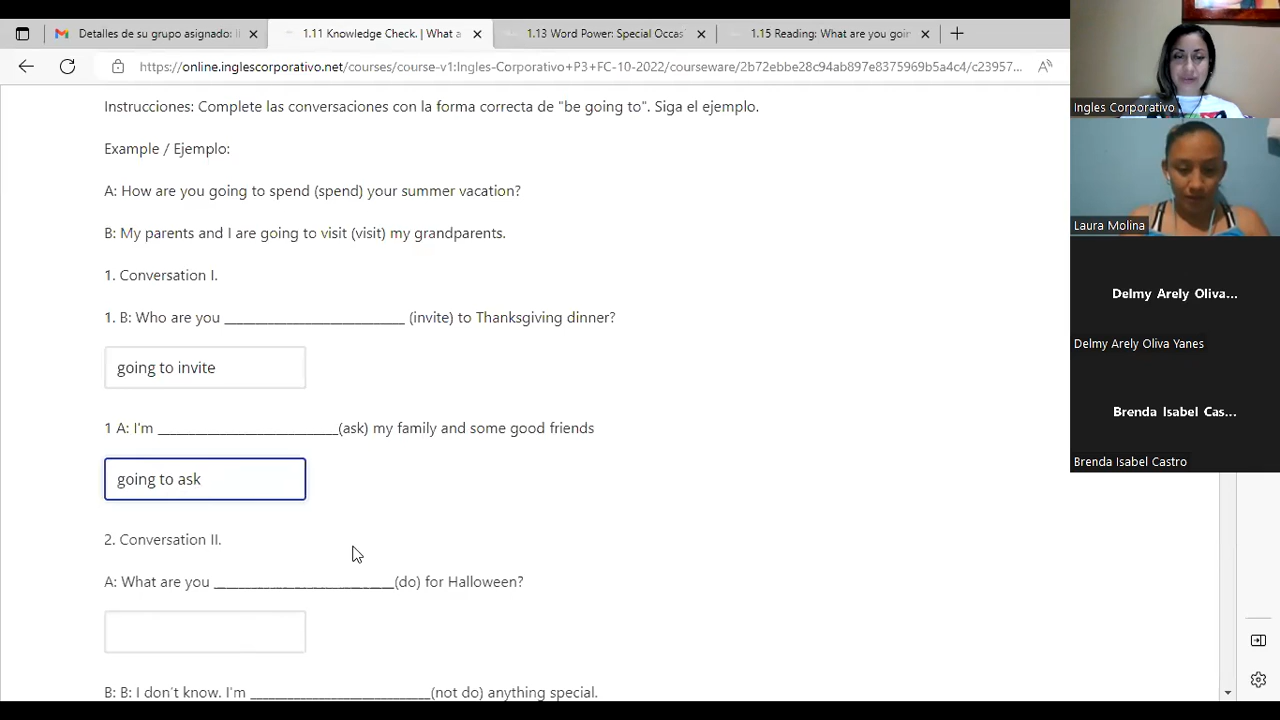 Detalles de su grupo asignado: I
1.11 Knowledge Check. | What a
1.13 Word Power: Special Occas
1.15 Reading: What are you goin
https://online.inglescorporativo.net/courses/course-v1:Ingles-Corporativo+P3+FC-10-2022/courseware/2b72ebbe28c94ab897e8375969b5a4c4/c23957...
Instrucciones: Complete las conversaciones con la forma correcta de "be going to". Siga el ejemplo.
Example / Ejemplo:
A: How are you going to spend (spend) your summer vacation?
B: My parents and I are going to visit (visit) my grandparents.
1. Conversation I.
1. B: Who are you __________________________ (invite) to Thanksgiving dinner?
going to invite
1 A: I'm __________________________(ask) my family and some good friends
going to ask
2. Conversation II.
A: What are you __________________________(do) for Halloween?
B: B: I don't know. I'm __________________________(not do) anything special.
Ingles Corporativo
Laura Molina
Delmy Arely Oliva...
Delmy Arely Oliva Yanes
Brenda Isabel Cas...
Brenda Isabel Castro